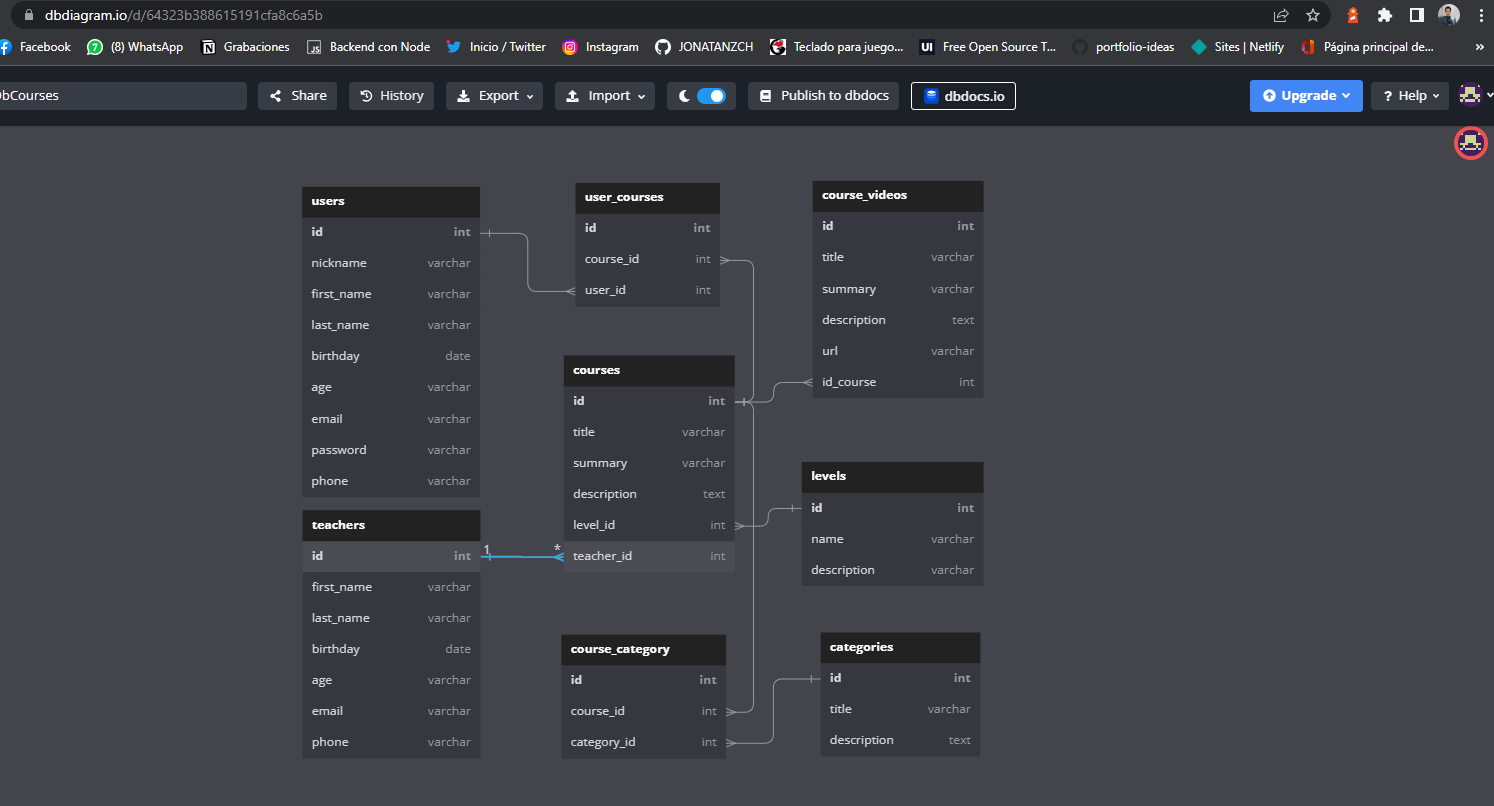 dbdiagram.io/d/64323b388615191cfa8c6a5b
Facebook (8) WhatsApp Grabaciones Backend con Node Inicio / Twitter Instagram JONATANZCH Teclado para juego... Free Open Source T... portfolio-ideas Sites | Netlify Página principal de... »
bCourses Share History Export Import Publish to dbdocs dbdocs.io Upgrade ? Help
users
id int
nickname varchar
first_name varchar
last_name varchar
birthday date
age varchar
email varchar
password varchar
phone varchar
teachers
id int
first_name varchar
last_name varchar
birthday date
age varchar
email varchar
phone varchar
1 *
user_courses
id int
course_id int
user_id int
courses
id int
title varchar
summary varchar
description text
level_id int
teacher_id int
course_category
id int
course_id int
category_id int
course_videos
id int
title varchar
summary varchar
description text
url varchar
id_course int
levels
id int
name varchar
description varchar
categories
id int
title varchar
description text